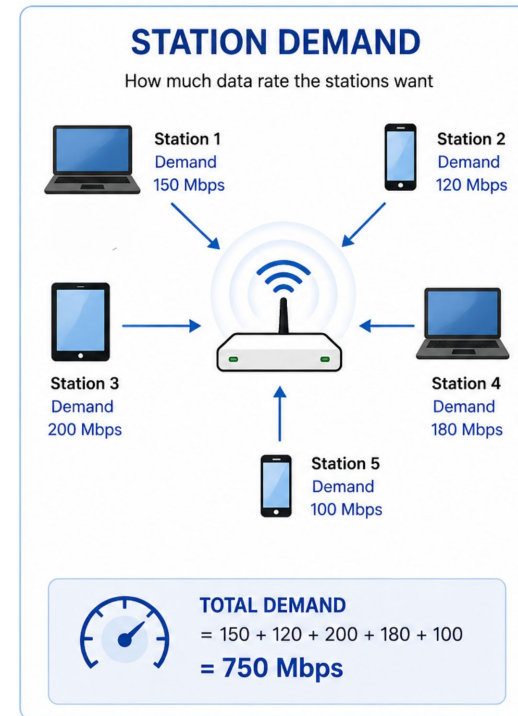 STATION DEMAND
How much data rate the stations want
Station 1
Demand
150 Mbps
Station 2
Demand
120 Mbps
Station 3
Demand
200 Mbps
Station 4
Demand
180 Mbps
Station 5
Demand
100 Mbps
TOTAL DEMAND
= 150 + 120 + 200 + 180 + 100
= 750 Mbps